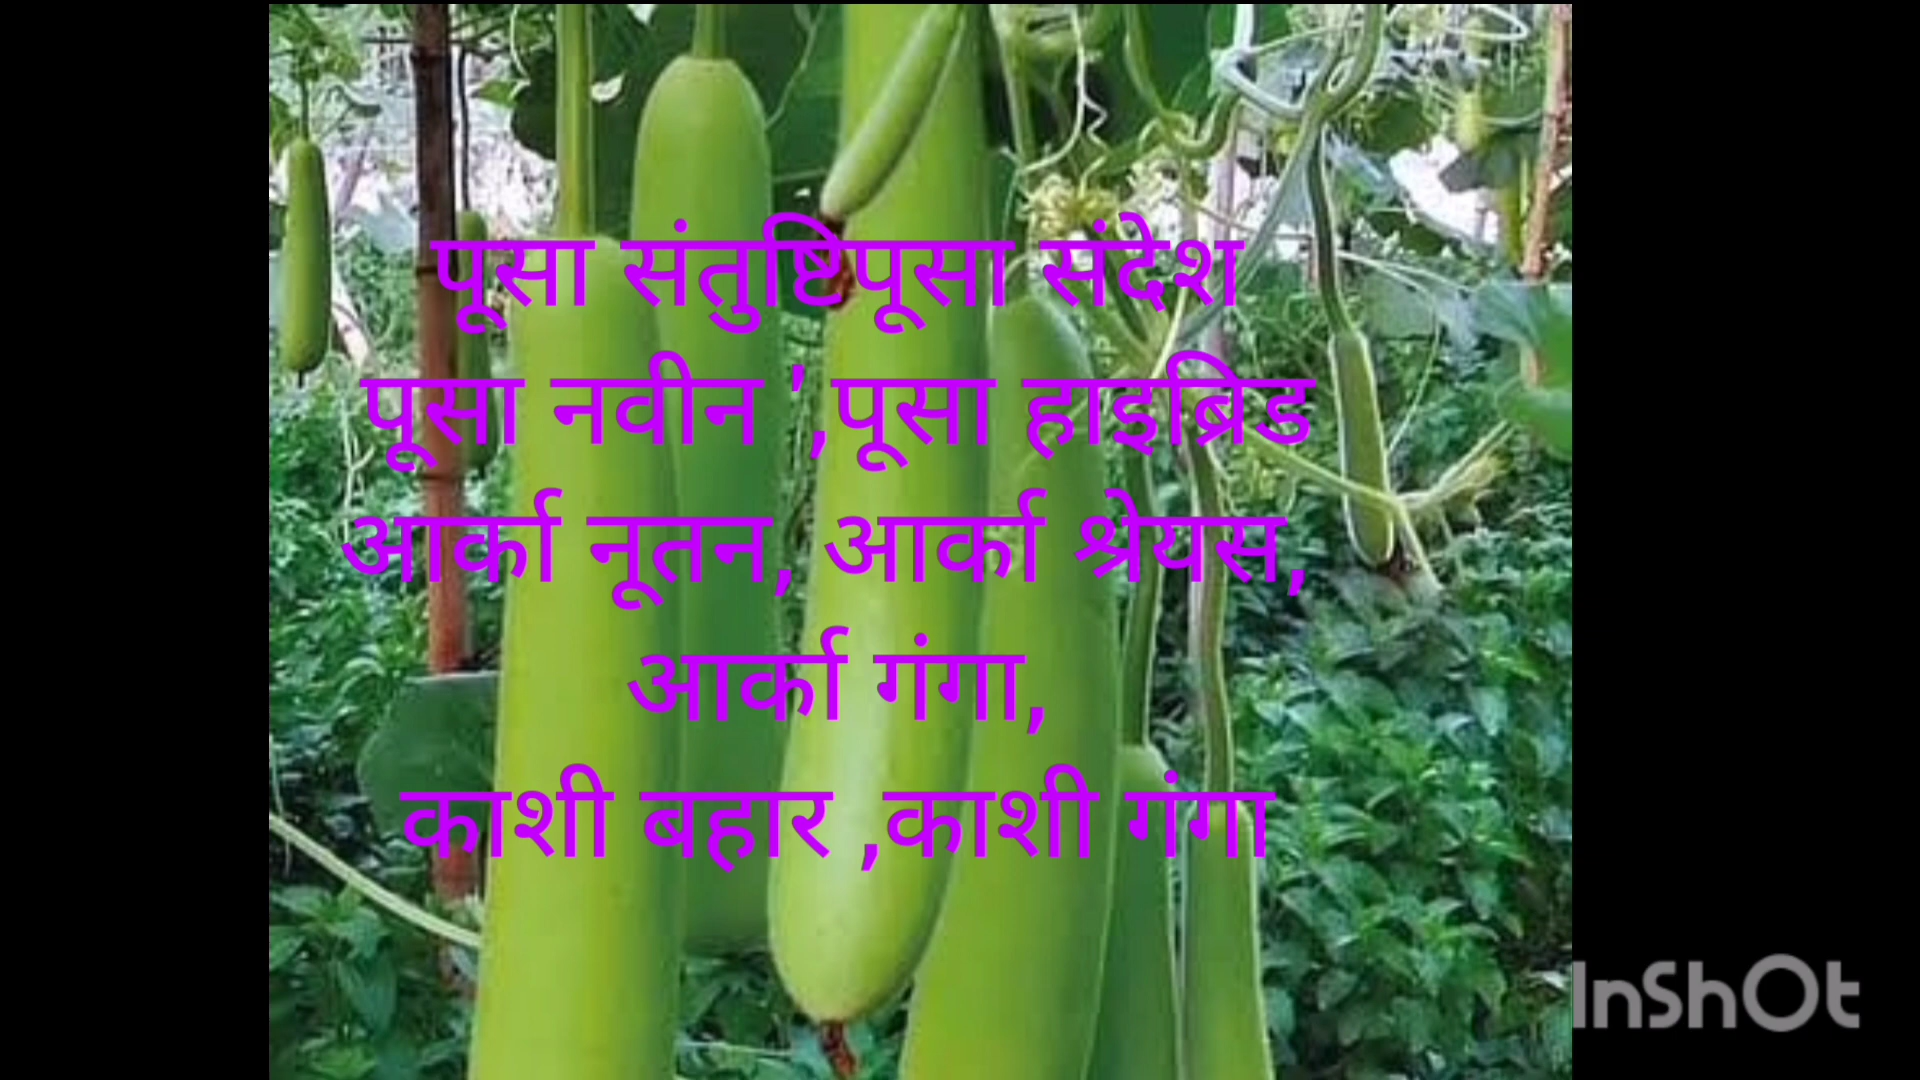 पूसा संतुष्टिपूसा संदेश
पूसा नवीन ',पूसा हाइब्रिड
आर्का नूतन, आर्का श्रेयस,
आर्का गंगा,
काशी बहार ,काशी गंगा
InShOt